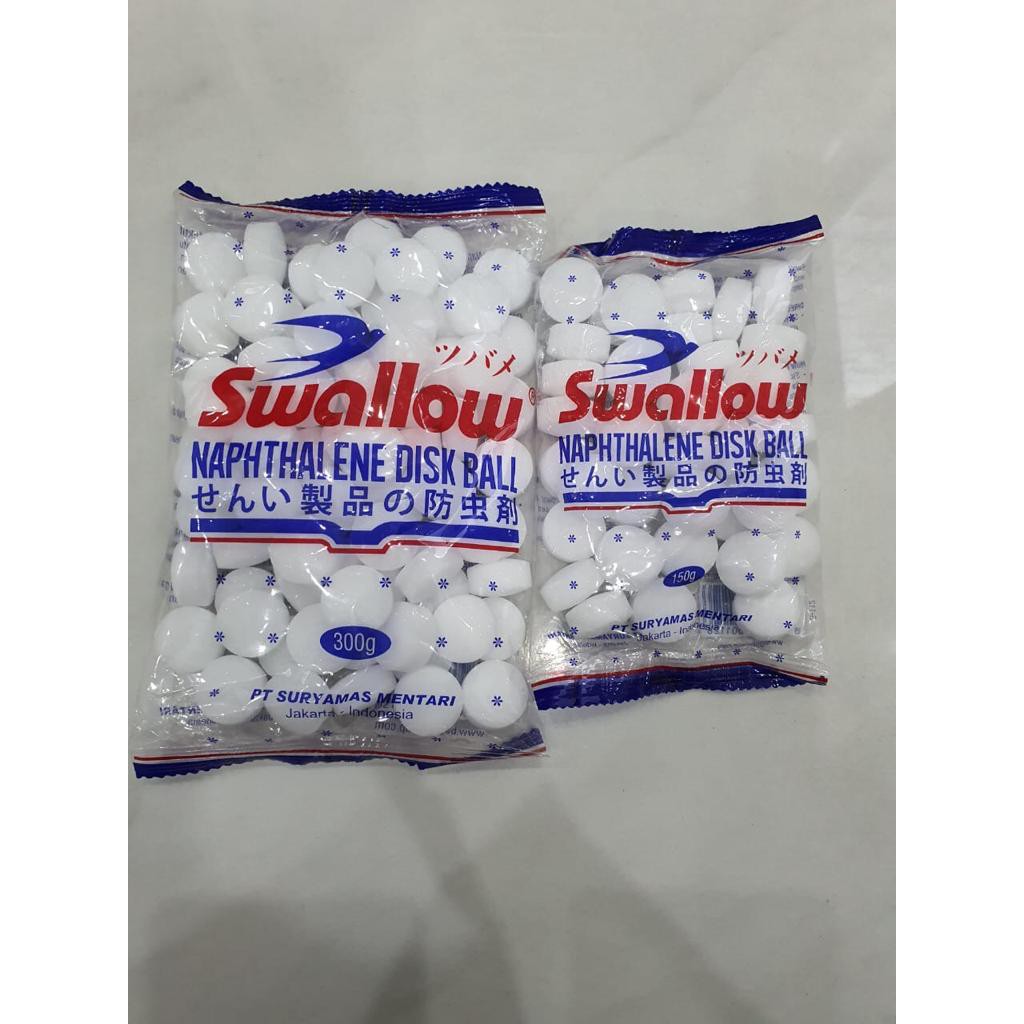 ツバメ
Swallow®
NAPHTHALENE DISK BALL
せんい製品の防虫剤
300g
PT SURYAMAS MENTARI
Jakarta - Indonesia
ツバメ
Swallow
NAPHTHALENE DISK BALL
せんい製品の防虫剤
150g
PT SURYAMAS MENTARI
Jakarta - Indonesia